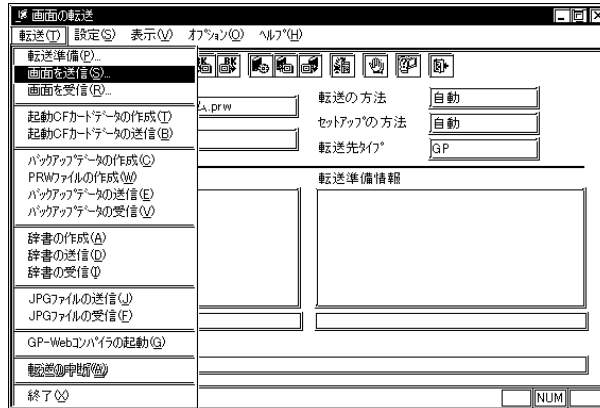 画面の転送
転送(T) 設定(S) 表示(V) オプション(O) ヘルプ(H)
転送準備(P)...
画面を送信(S)...
画面を受信(R)...
起動CFカードデータの作成(T)
起動CFカードデータの送信(B)
バックアップデータの作成(C)
PRWファイルの作成(W)
バックアップデータの送信(E)
バックアップデータの受信(V)
辞書の作成(A)
辞書の送信(D)
辞書の受信(I)
JPGファイルの送信(J)
JPGファイルの受信(F)
GP-Webコンパイラの起動(G)
転送の中断(A)
終了(X)
BK BK
ム.prw
転送の方法 自動
セットアップの方法 自動
転送先タイプ GP
転送準備情報
NUM